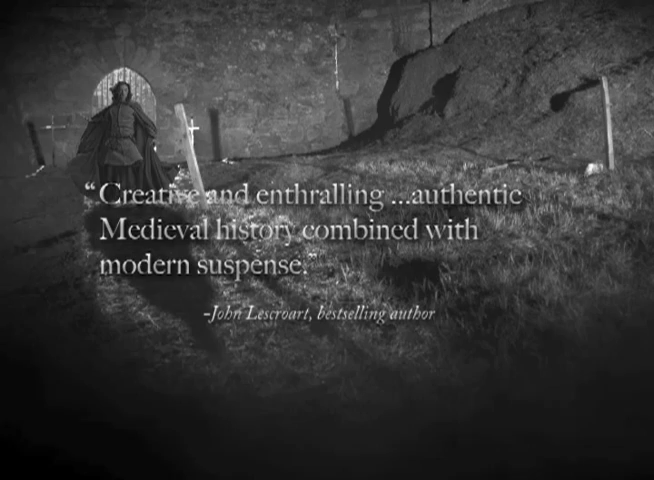 “Creative and enthralling ...authentic
Medieval history combined with
modern suspense.”
–John Lescroart, bestselling author